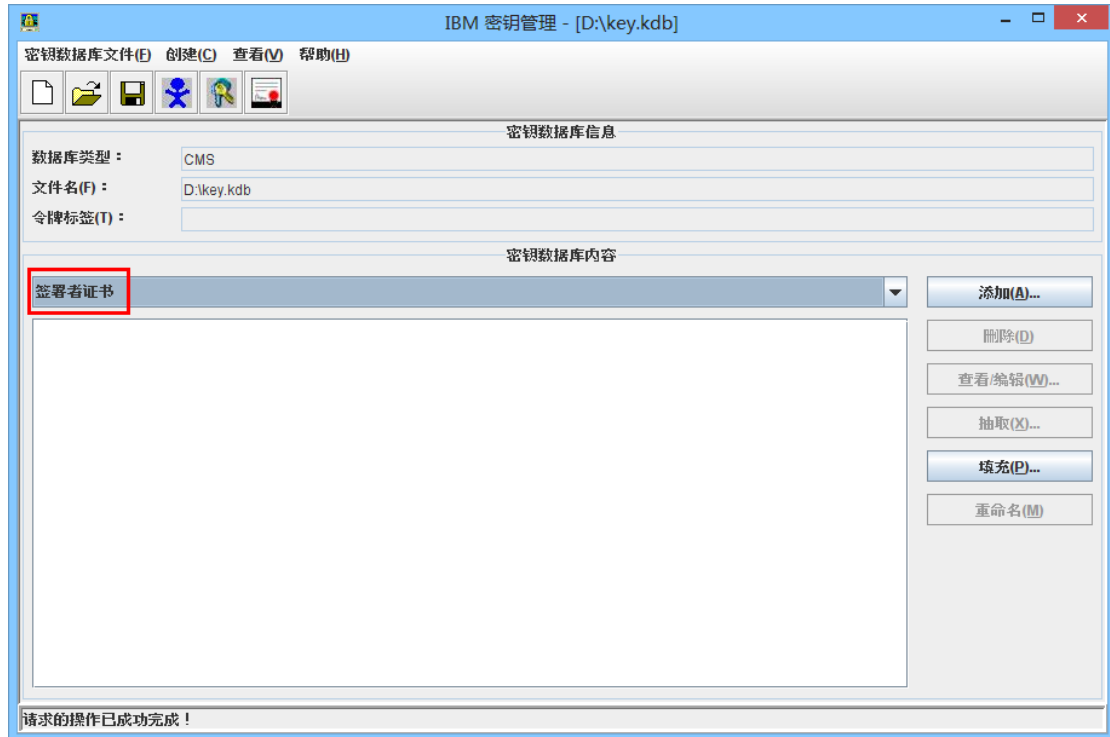 IBM 密钥管理 - [D:\key.kdb]
密钥数据库文件(F) 创建(C) 查看(V) 帮助(H)
密钥数据库信息
数据库类型： CMS
文件名(F)： D:\key.kdb
令牌标签(T)：
密钥数据库内容
签署者证书
添加(A)...
删除(D)
查看/编辑(W)...
抽取(X)...
填充(P)...
重命名(M)
请求的操作已成功完成！